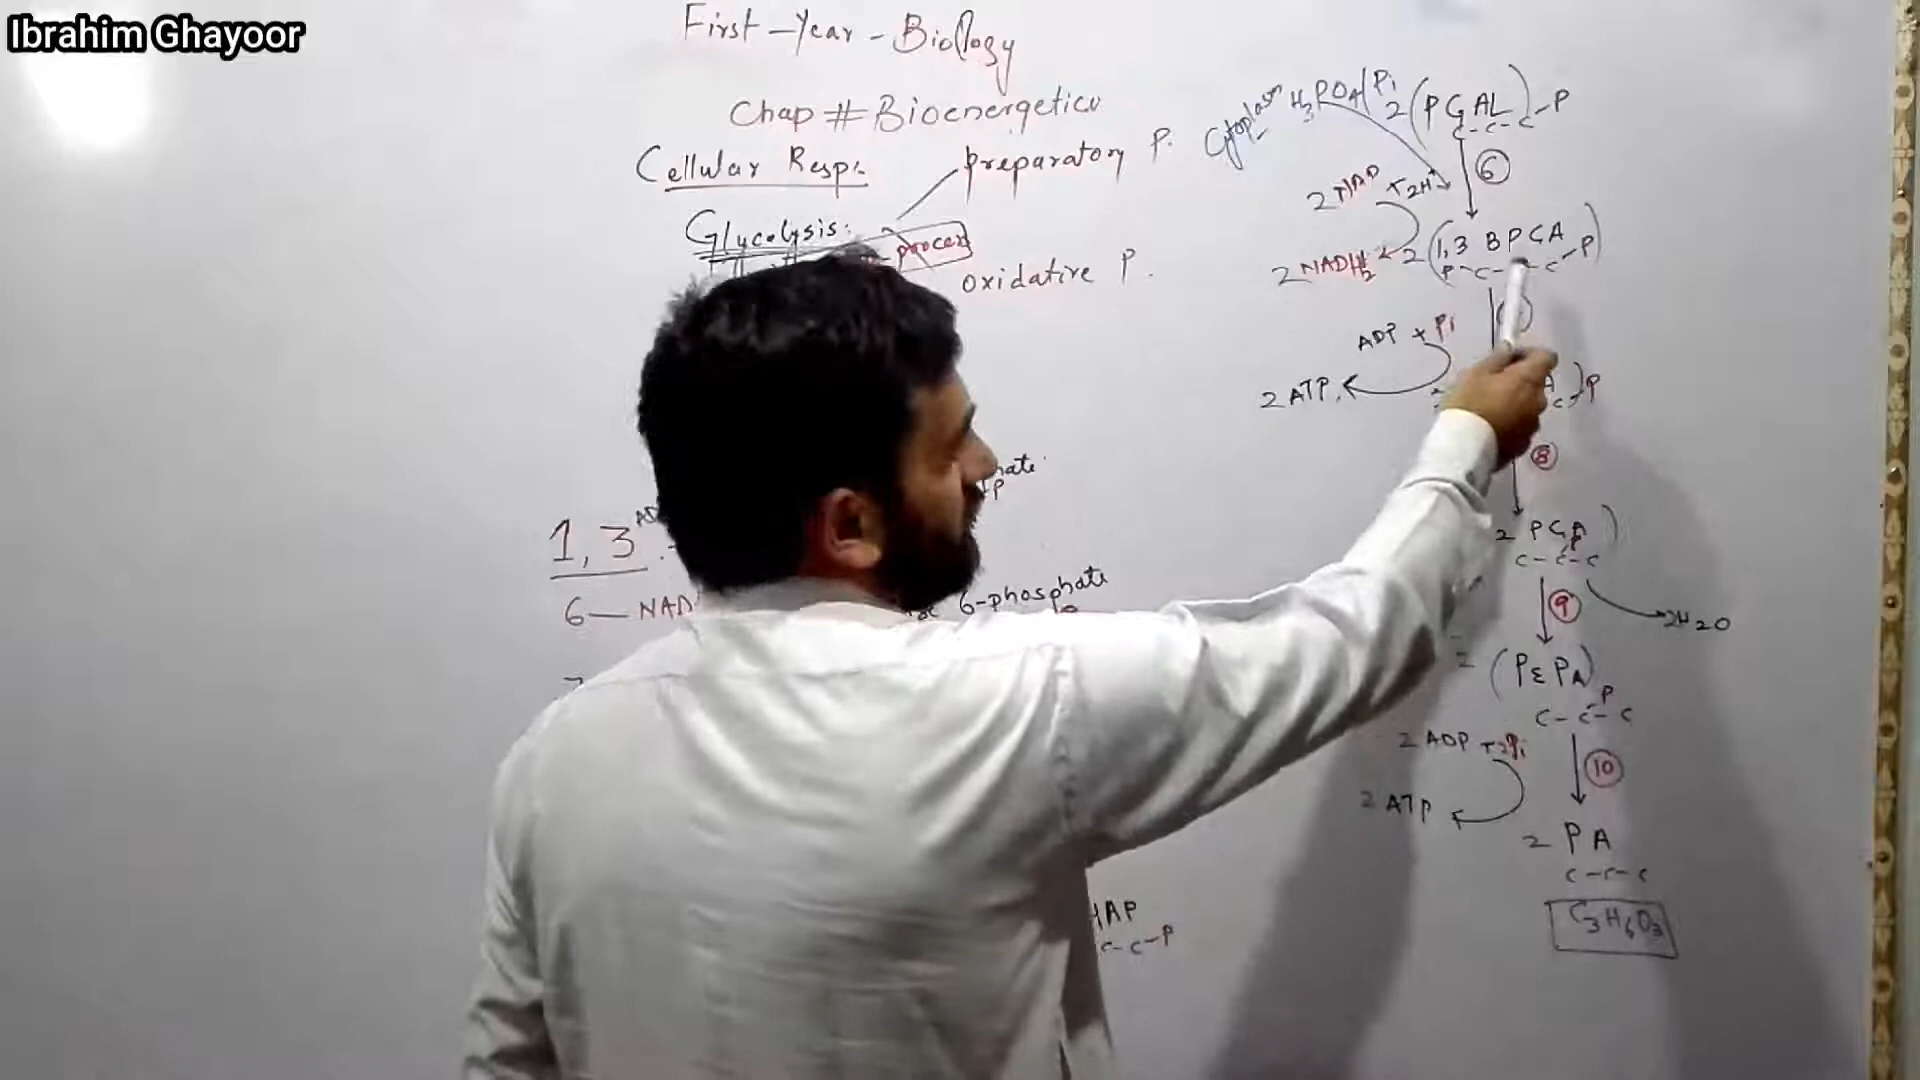 Ibrahim Ghayoor
First-Year-Biology
Chap # Bioenergetics
Cellular Resp:
Glycolysis:
preparatory P.
oxidative P.
1, 3
6 — NAD
6-phosphate
HAP
C-C-P
Cytoplasm
H3PO4/Pi
2 (PGAL)-P
C-C-C
6
2 NAD + 2H+
2 NADH2
2 (1,3 BPGA)
ADP + Pi
2 ATP
8
2 PGA)
C-C-C
P
9
2H2O
2 (PEPA)
P
C-C-C
2 ADP + 2Pi
10
2 ATP
2 PA
C-C-C
C3H6O3